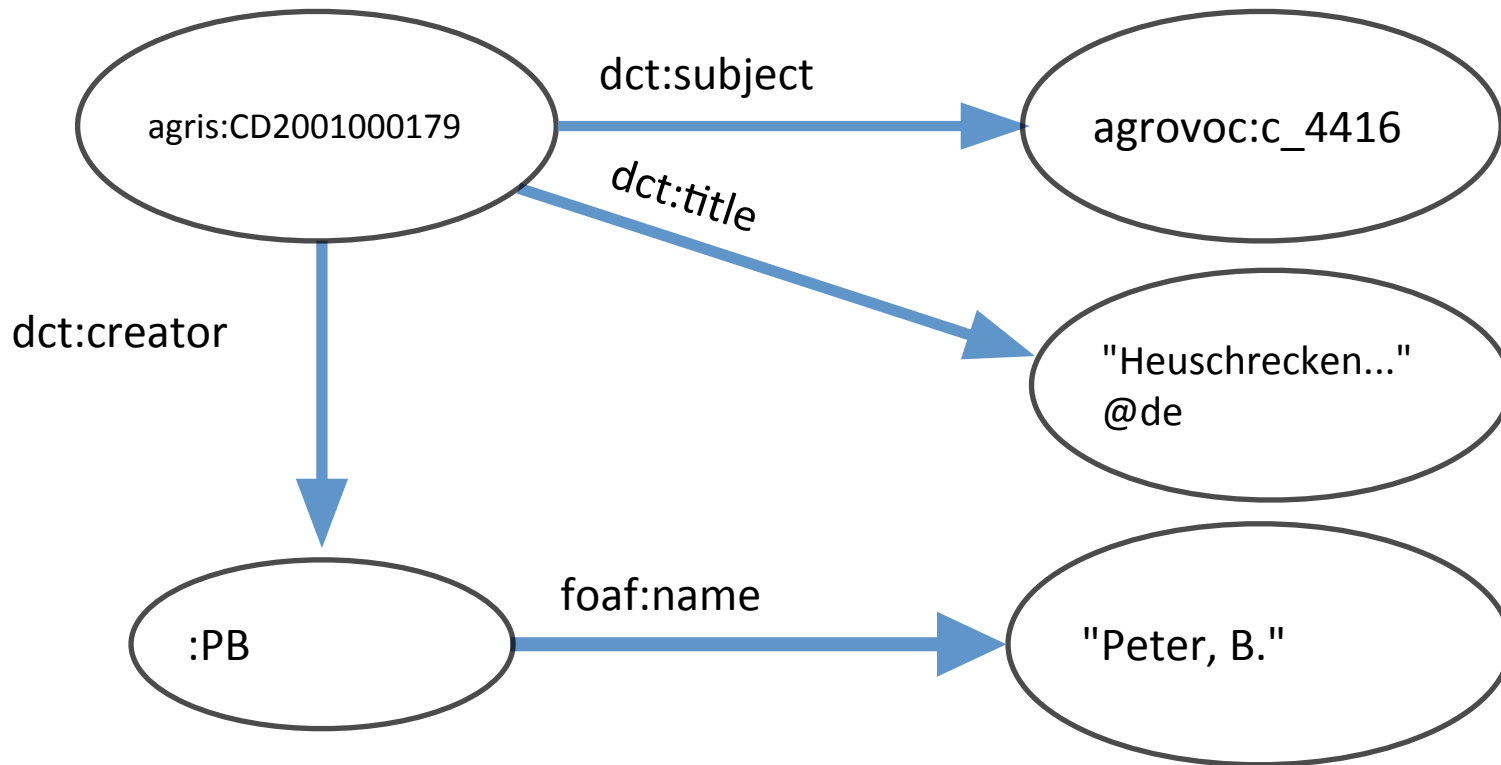 dct:subject
agris:CD2001000179
agrovoc:c_4416
dct:title
dct:creator
"Heuschrecken..."
@de
foaf:name
:PB
"Peter, B."